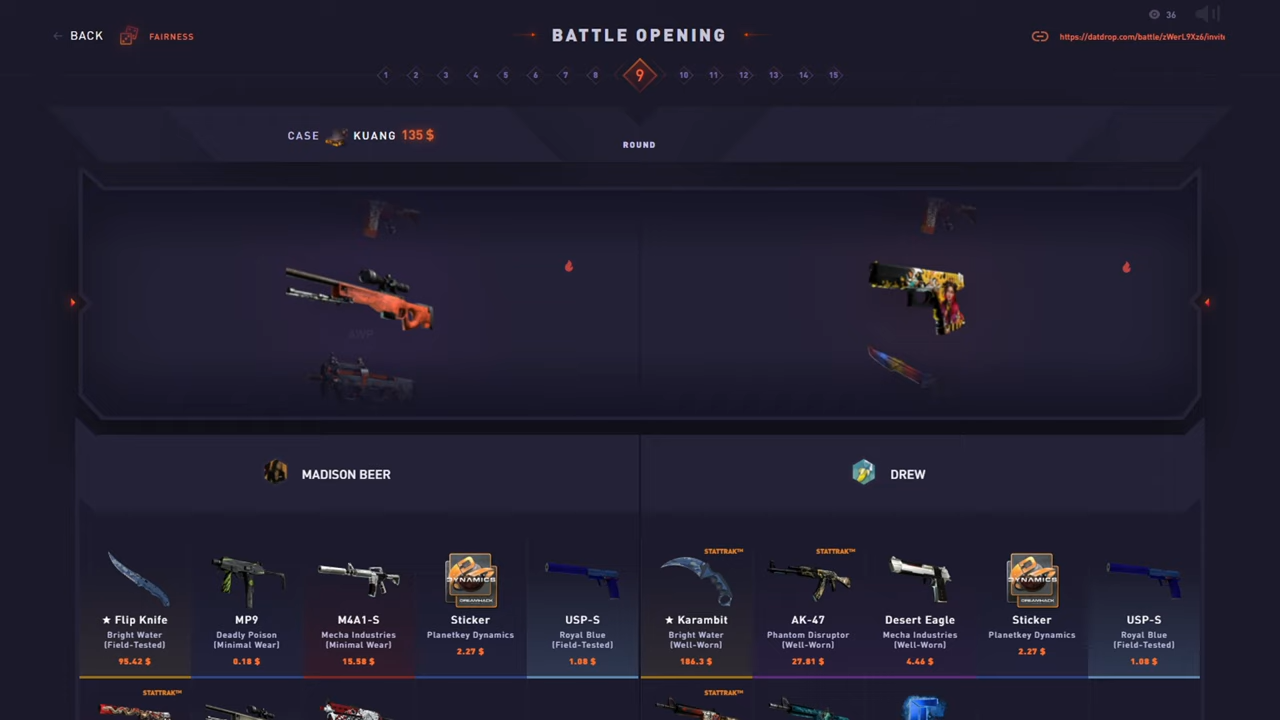 36
← BACK
FAIRNESS
BATTLE OPENING
https://datdrop.com/battle/zWerL9Xz6/invite
1 2 3 4 5 6 7 8 9 10 11 12 13 14 15
CASE KUANG 135 $
ROUND
AWP
MADISON BEER
DREW
★ Flip Knife
Bright Water
(Field-Tested)
95.42 $
MP9
Deadly Poison
(Minimal Wear)
0.18 $
M4A1-S
Mecha Industries
(Minimal Wear)
15.58 $
DYNAMICS
DREAMHACK
Sticker
Planetkey Dynamics
2.27 $
USP-S
Royal Blue
(Field-Tested)
1.08 $
STATTRAK™
★ Karambit
Bright Water
(Well-Worn)
186.3 $
STATTRAK™
AK-47
Phantom Disruptor
(Well-Worn)
27.81 $
Desert Eagle
Mecha Industries
(Well-Worn)
4.46 $
DYNAMICS
DREAMHACK
Sticker
Planetkey Dynamics
2.27 $
USP-S
Royal Blue
(Field-Tested)
1.08 $
STATTRAK™
STATTRAK™